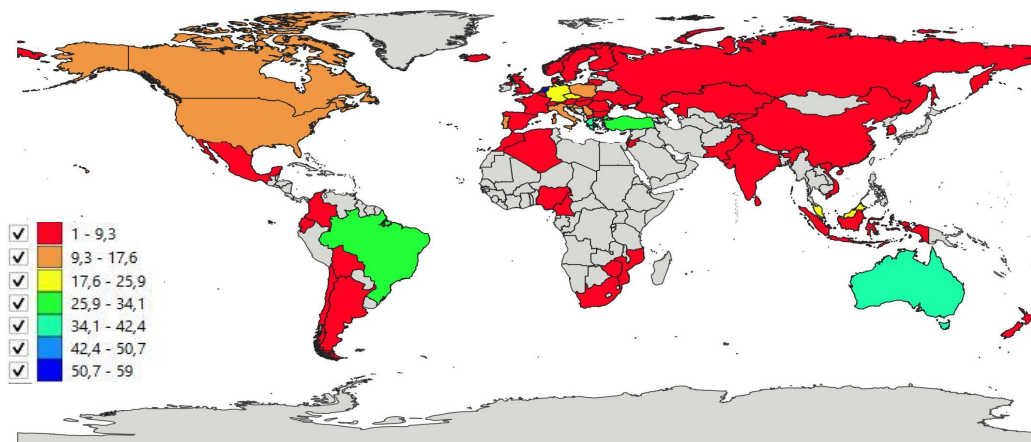 1 - 9,3
9,3 - 17,6
17,6 - 25,9
25,9 - 34,1
34,1 - 42,4
42,4 - 50,7
50,7 - 59